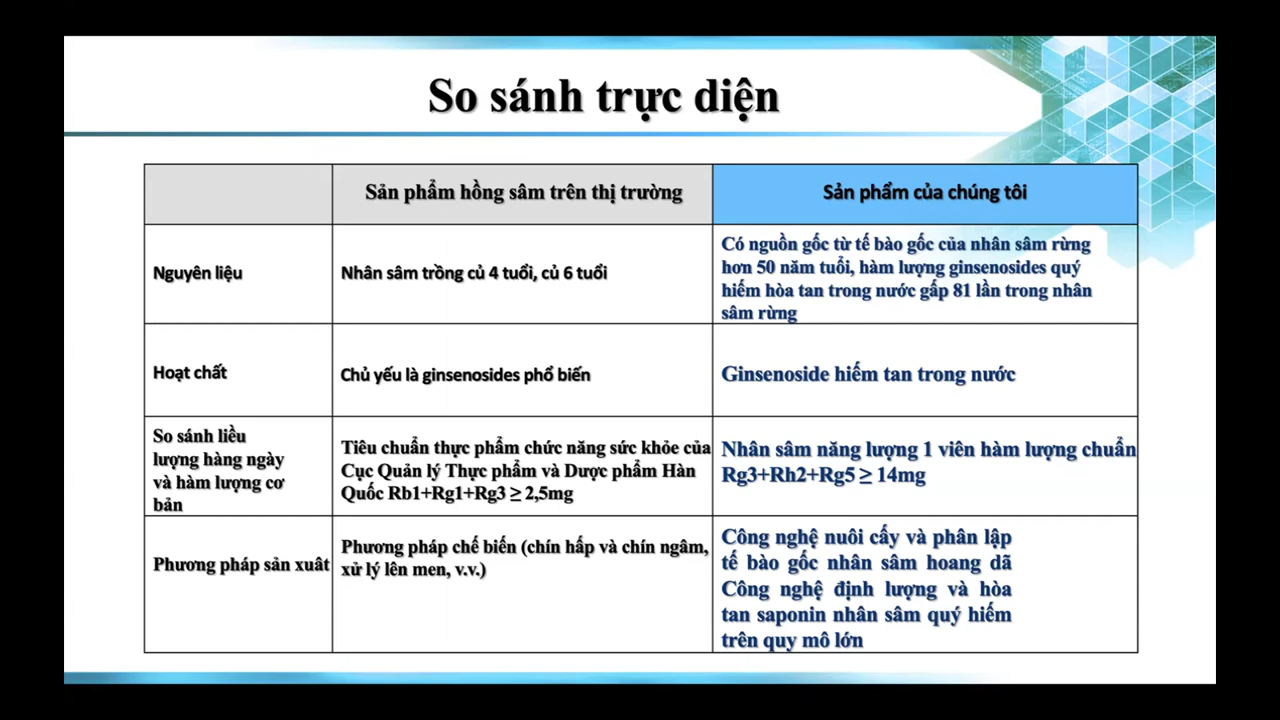 So sánh trực diện
Sản phẩm hồng sâm trên thị trường
Sản phẩm của chúng tôi
Nguyên liệu
Nhân sâm trồng củ 4 tuổi, củ 6 tuổi
Có nguồn gốc từ tế bào gốc của nhân sâm rừng
hơn 50 năm tuổi, hàm lượng ginsenosides quý
hiếm hòa tan trong nước gấp 81 lần trong nhân
sâm rừng
Hoạt chất
Chủ yếu là ginsenosides phổ biến
Ginsenoside hiếm tan trong nước
So sánh liều
lượng hàng ngày
và hàm lượng cơ
bản
Tiêu chuẩn thực phẩm chức năng sức khỏe của
Cục Quản lý Thực phẩm và Dược phẩm Hàn
Quốc Rb1+Rg1+Rg3 ≥ 2,5mg
Nhân sâm năng lượng 1 viên hàm lượng chuẩn
Rg3+Rh2+Rg5 ≥ 14mg
Phương pháp sản xuât
Phương pháp chế biến (chín hấp và chín ngâm,
xử lý lên men, v.v.)
Công nghệ nuôi cấy và phân lập
tế bào gốc nhân sâm hoang dã
Công nghệ định lượng và hòa
tan saponin nhân sâm quý hiếm
trên quy mô lớn